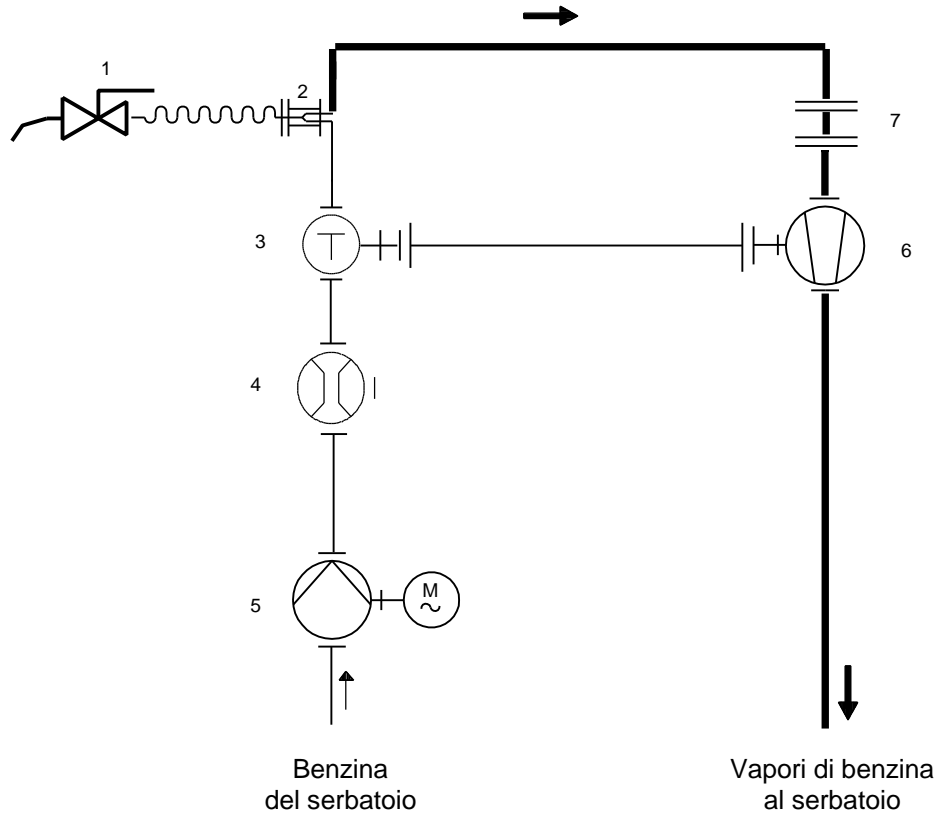 1
2
7
3
6
4
5
M
Benzina
del serbatoio
Vapori di benzina
al serbatoio